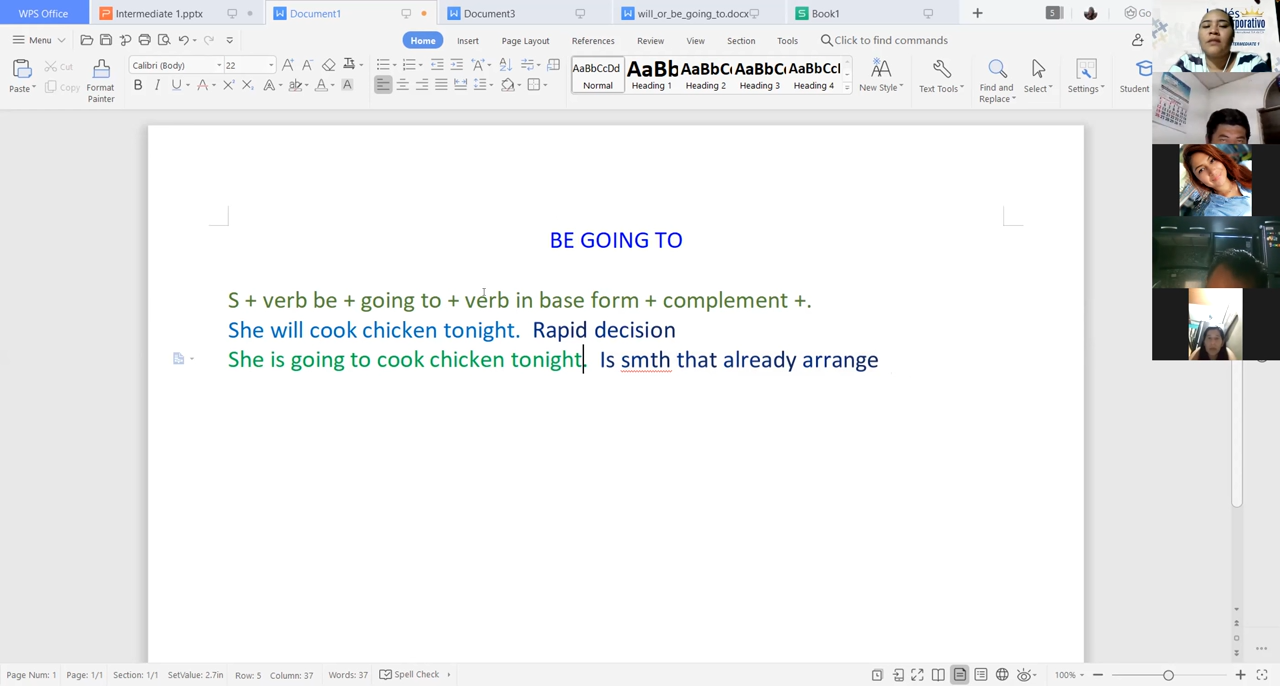 WPS Office Intermediate 1.pptx Document1 Document3 will_or_be_going_to.docx Book1 5 Go
Menu Home Insert Page Layout References Review View Section Tools Click to find commands
Paste Cut Copy Format Painter Calibri (Body) 22 AaBbCcDd Normal AaBb Heading 1 AaBbC Heading 2 AaBbC Heading 3 AaBbCcl Heading 4 New Style Text Tools Find and Replace Select Settings Student
BE GOING TO
S + verb be + going to + verb in base form + complement +.
She will cook chicken tonight. Rapid decision
She is going to cook chicken tonight. Is smth that already arrange
Page Num: 1 Page: 1/1 Section: 1/1 SetValue: 2.7in Row: 5 Column: 37 Words: 37 Spell Check 100%